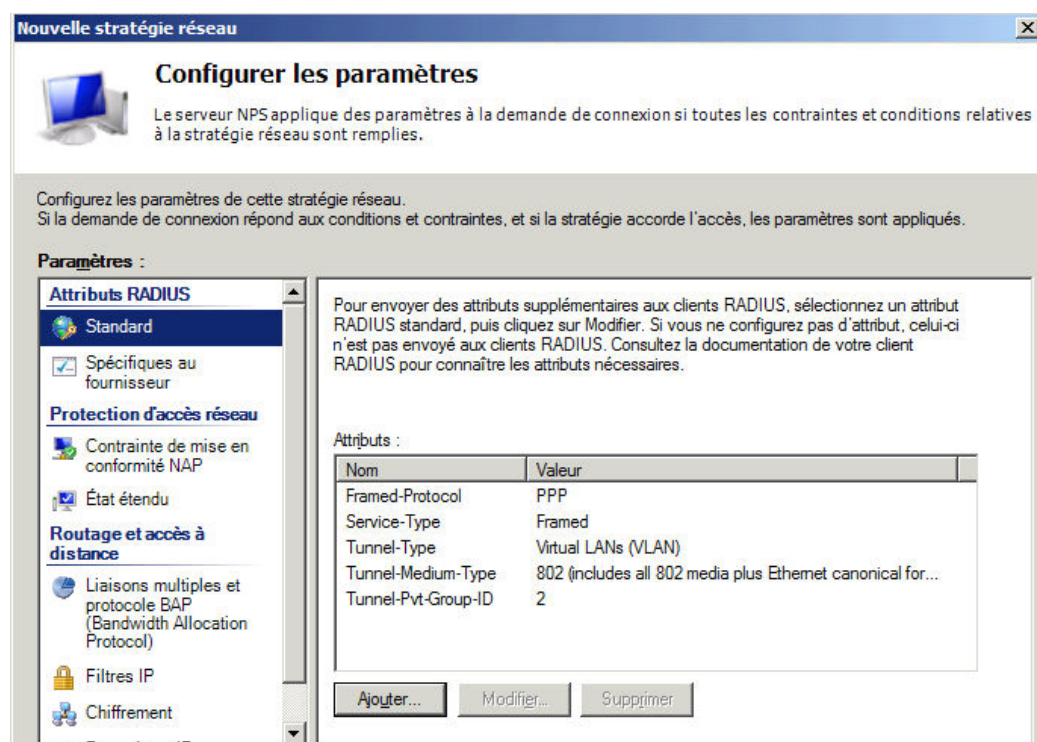 Nouvelle stratégie réseau
Configurer les paramètres
Le serveur NPS applique des paramètres à la demande de connexion si toutes les contraintes et conditions relatives
à la stratégie réseau sont remplies.
Configurez les paramètres de cette stratégie réseau.
Si la demande de connexion répond aux conditions et contraintes, et si la stratégie accorde l'accès, les paramètres sont appliqués.
Paramètres :
Attributs RADIUS
Standard
Spécifiques au
fournisseur
Protection d'accès réseau
Contrainte de mise en
conformité NAP
État étendu
Routage et accès à
distance
Liaisons multiples et
protocole BAP
(Bandwidth Allocation
Protocol)
Filtres IP
Chiffrement
Pour envoyer des attributs supplémentaires aux clients RADIUS, sélectionnez un attribut
RADIUS standard, puis cliquez sur Modifier. Si vous ne configurez pas d'attribut, celui-ci
n'est pas envoyé aux clients RADIUS. Consultez la documentation de votre client
RADIUS pour connaître les attributs nécessaires.
Attributs :
Nom Valeur
Framed-Protocol PPP
Service-Type Framed
Tunnel-Type Virtual LANs (VLAN)
Tunnel-Medium-Type 802 (includes all 802 media plus Ethernet canonical for...
Tunnel-Pvt-Group-ID 2
Ajouter... Modifier... Supprimer